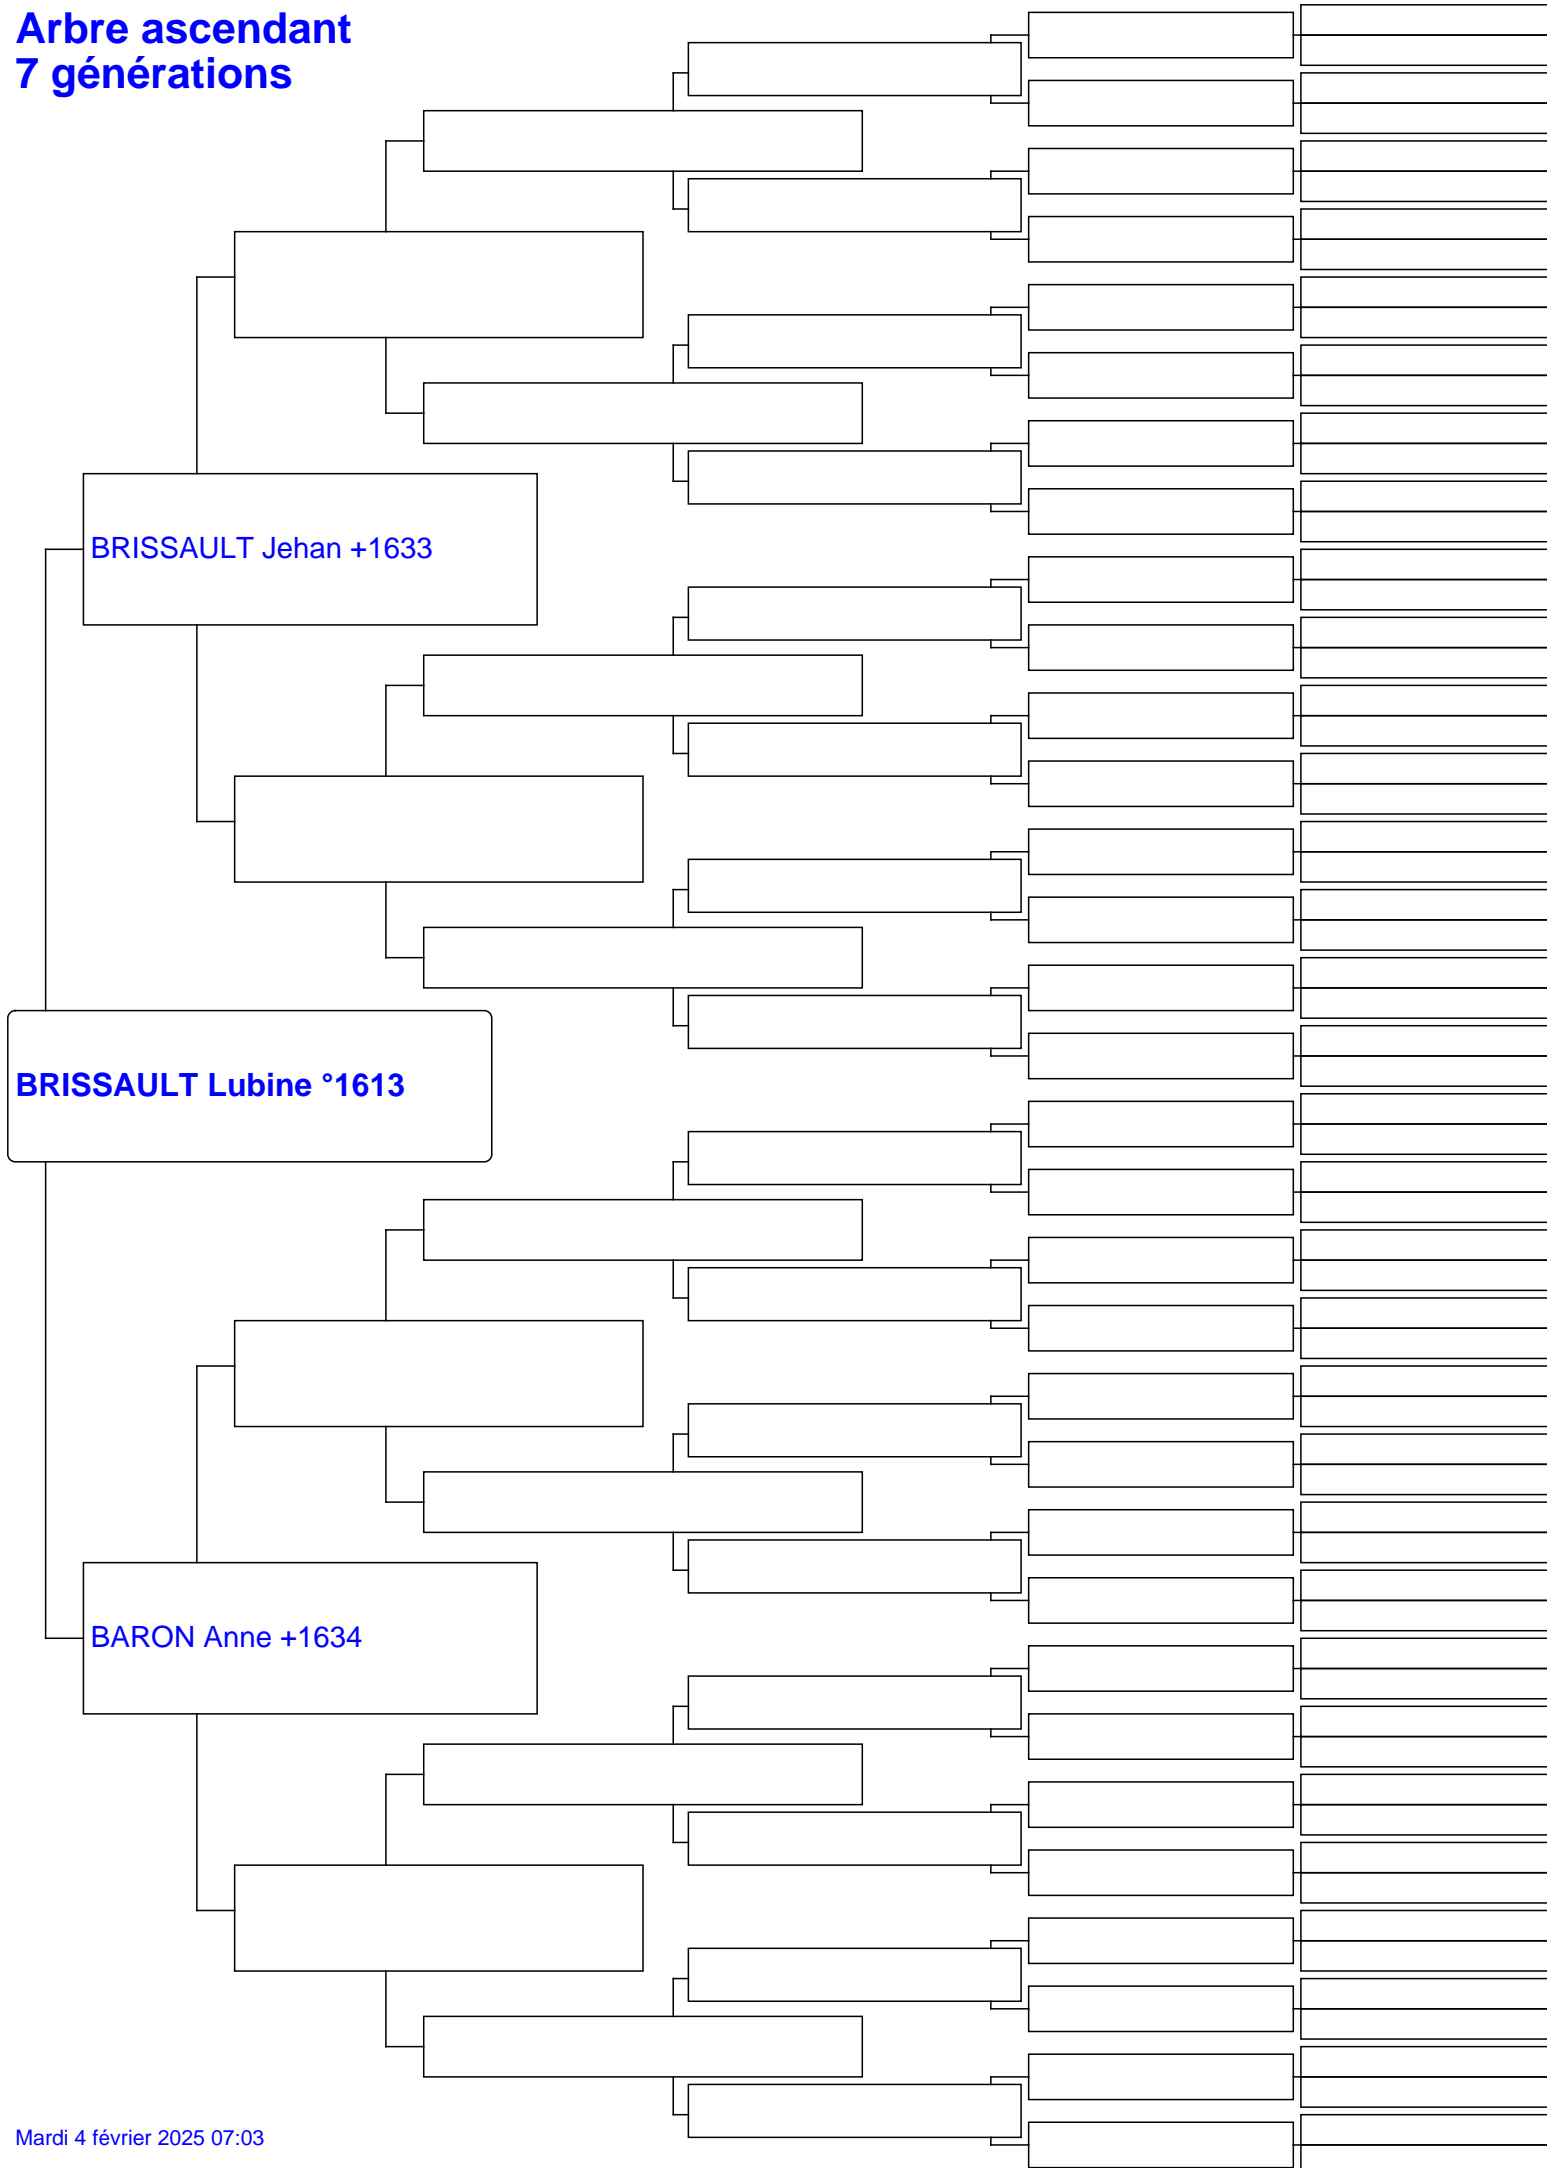 Arbre ascendant
7 générations
BRISSAULT Jehan +1633
BRISSAULT Lubine °1613
BARON Anne +1634
Mardi 4 février 2025 07:03